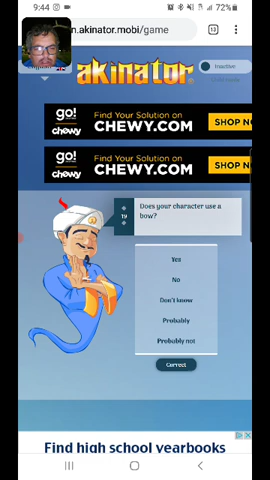 9:44
72%
en.akinator.mobi/game
13
akinator
Inactive
go!
chewy
Find Your Solution on
CHEWY.COM
SHOP NO
go!
chewy
Find Your Solution on
CHEWY.COM
SHOP N
19
Does your character use a
bow?
Yes
No
Don't know
Probably
Probably not
Correct
Find high school yearbooks